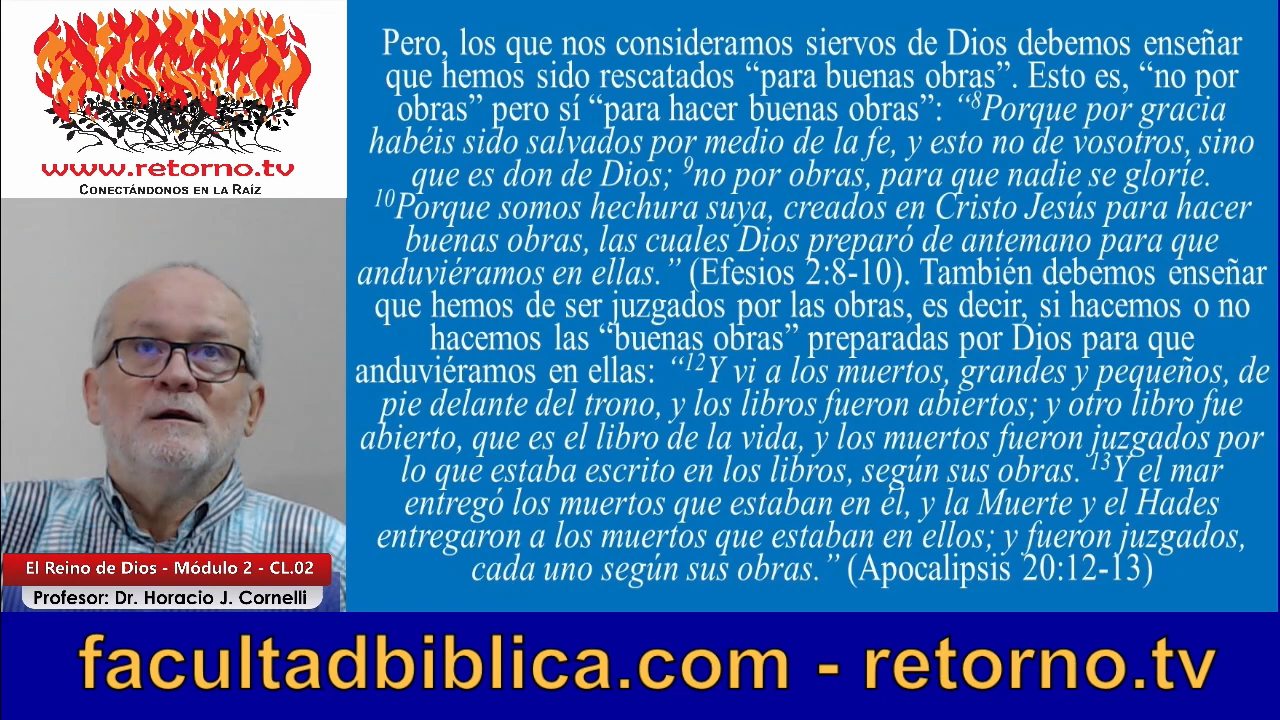 www.retorno.tv
CONECTÁNDONOS EN LA RAÍZ
Pero, los que nos consideramos siervos de Dios debemos enseñar
que hemos sido rescatados “para buenas obras”. Esto es, “no por
obras” pero sí “para hacer buenas obras”: “⁸Porque por gracia
habéis sido salvados por medio de la fe, y esto no de vosotros, sino
que es don de Dios; ⁹no por obras, para que nadie se gloríe.
¹⁰Porque somos hechura suya, creados en Cristo Jesús para hacer
buenas obras, las cuales Dios preparó de antemano para que
anduviéramos en ellas.” (Efesios 2:8-10). También debemos enseñar
que hemos de ser juzgados por las obras, es decir, si hacemos o no
hacemos las “buenas obras” preparadas por Dios para que
anduviéramos en ellas: “¹²Y vi a los muertos, grandes y pequeños, de
pie delante del trono, y los libros fueron abiertos; y otro libro fue
abierto, que es el libro de la vida, y los muertos fueron juzgados por
lo que estaba escrito en los libros, según sus obras. ¹³Y el mar
entregó los muertos que estaban en él, y la Muerte y el Hades
entregaron a los muertos que estaban en ellos; y fueron juzgados,
cada uno según sus obras.” (Apocalipsis 20:12-13)
El Reino de Dios - Módulo 2 - CL.02
Profesor: Dr. Horacio J. Cornelli
facultadbiblica.com - retorno.tv